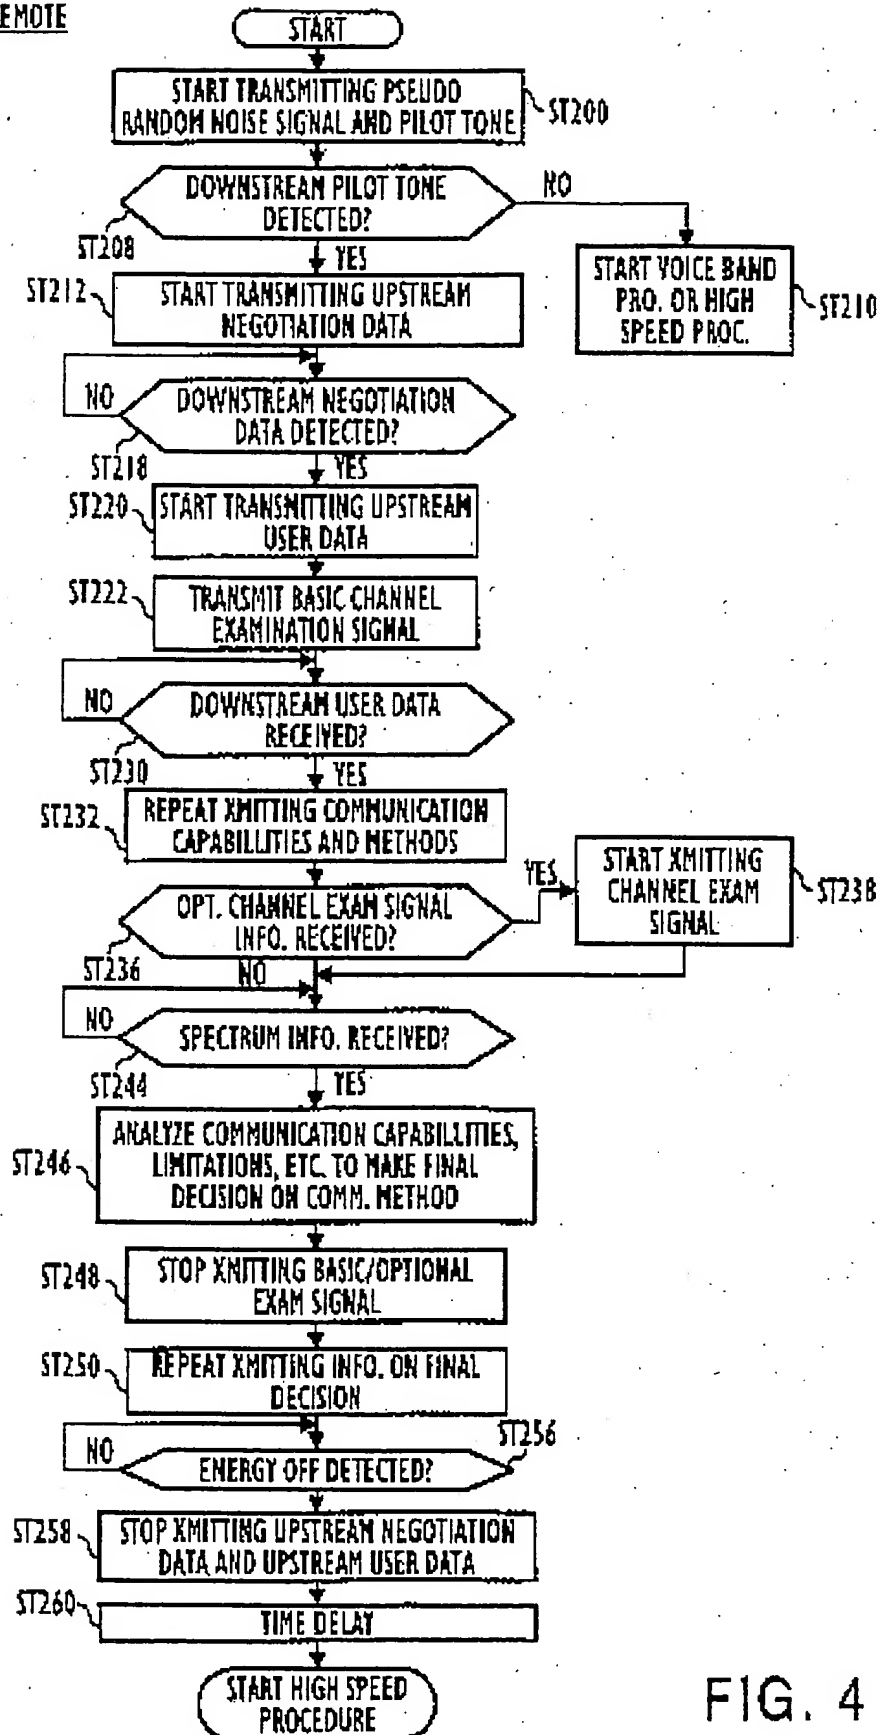 EMOTE
START
START TRANSMITTING PSEUDO
RANDOM NOISE SIGNAL AND PILOT TONE
ST200
DOWNSTREAM PILOT TONE
DETECTED?
NO
ST208
YES
START VOICE BAND
PRO. OR HIGH
SPEED PROC.
ST210
ST212
START TRANSMITTING UPSTREAM
NEGOTIATION DATA
NO
DOWNSTREAM NEGOTIATION
DATA DETECTED?
ST218
YES
ST220
START TRANSMITTING UPSTREAM
USER DATA
ST222
TRANSMIT BASIC CHANNEL
EXAMINATION SIGNAL
NO
DOWNSTREAM USER DATA
RECEIVED?
ST230
YES
ST232
REPEAT XMITTING COMMUNICATION
CAPABILLITIES AND METHODS
OPT. CHANNEL EXAM SIGNAL
INFO. RECEIVED?
YES
START XMITTING
CHANNEL EXAM
SIGNAL
ST238
ST236
NO
NO
SPECTRUM INFO. RECEIVED?
ST244
YES
ST246
ANALYZE COMMUNICATION CAPABILLITIES,
LIMITATIONS, ETC. TO MAKE FINAL
DECISION ON COMM. METHOD
ST248
STOP XMITTING BASIC/OPTIONAL
EXAM SIGNAL
ST250
REPEAT XMITTING INFO. ON FINAL
DECISION
ST256
NO
ENERGY OFF DETECTED?
ST258
STOP XMITTING UPSTREAM NEGOTIATION
DATA AND UPSTREAM USER DATA
ST260
TIME DELAY
START HIGH SPEED
PROCEDURE
FIG. 4